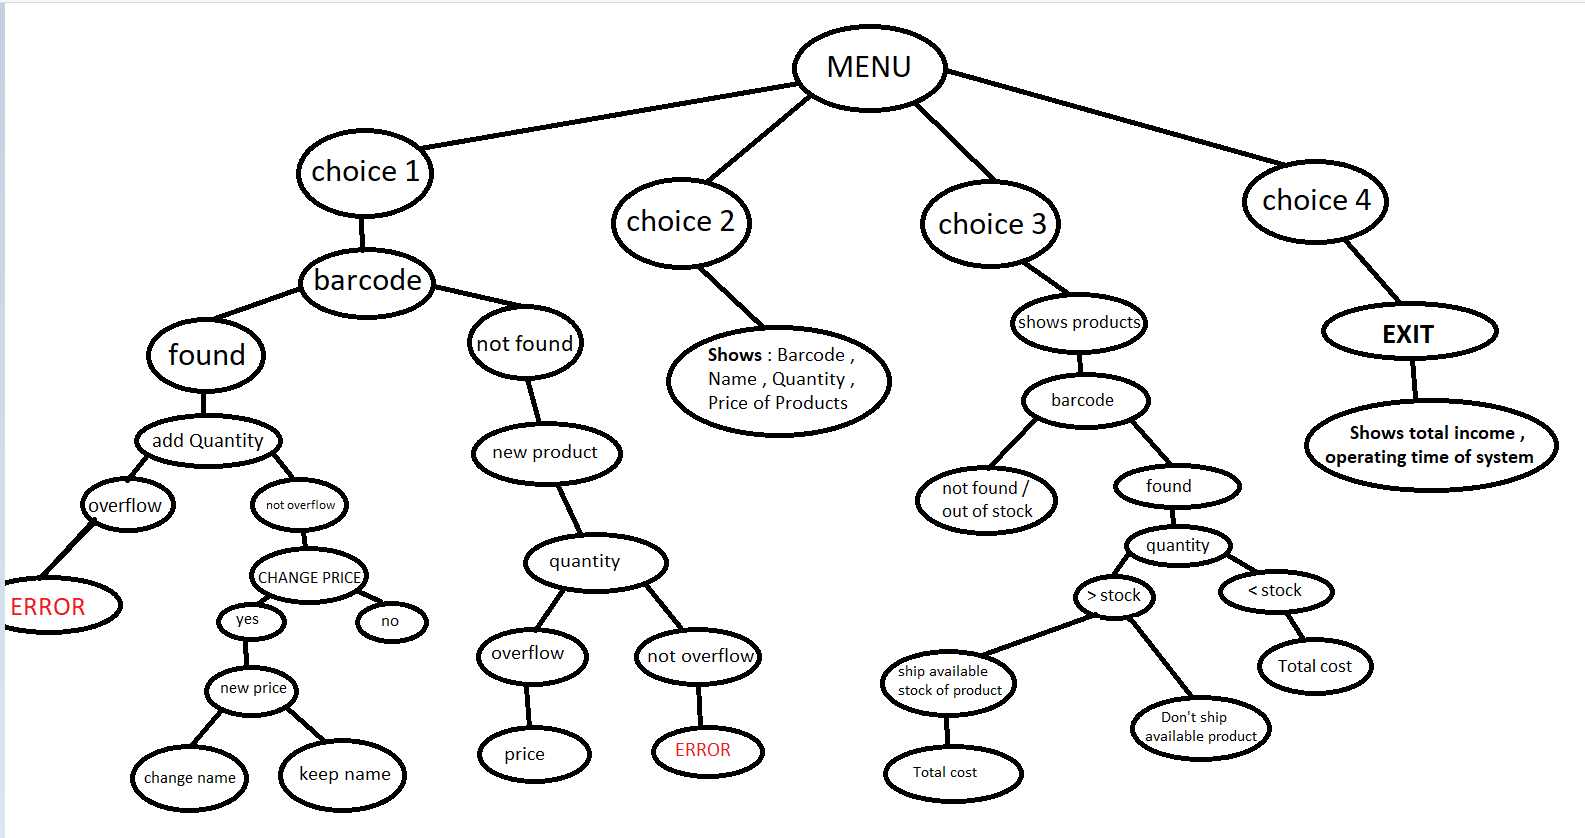 MENU
choice 1
choice 2
choice 3
choice 4
barcode
found
not found
Shows : Barcode ,
Name , Quantity ,
Price of Products
shows products
EXIT
add Quantity
new product
barcode
Shows total income ,
operating time of system
overflow
not overflow
not found /
out of stock
found
CHANGE PRICE
quantity
quantity
ERROR
yes
no
> stock
< stock
overflow
not overflow
ship available
stock of product
Total cost
new price
Don't ship
available product
change name
keep name
price
ERROR
Total cost